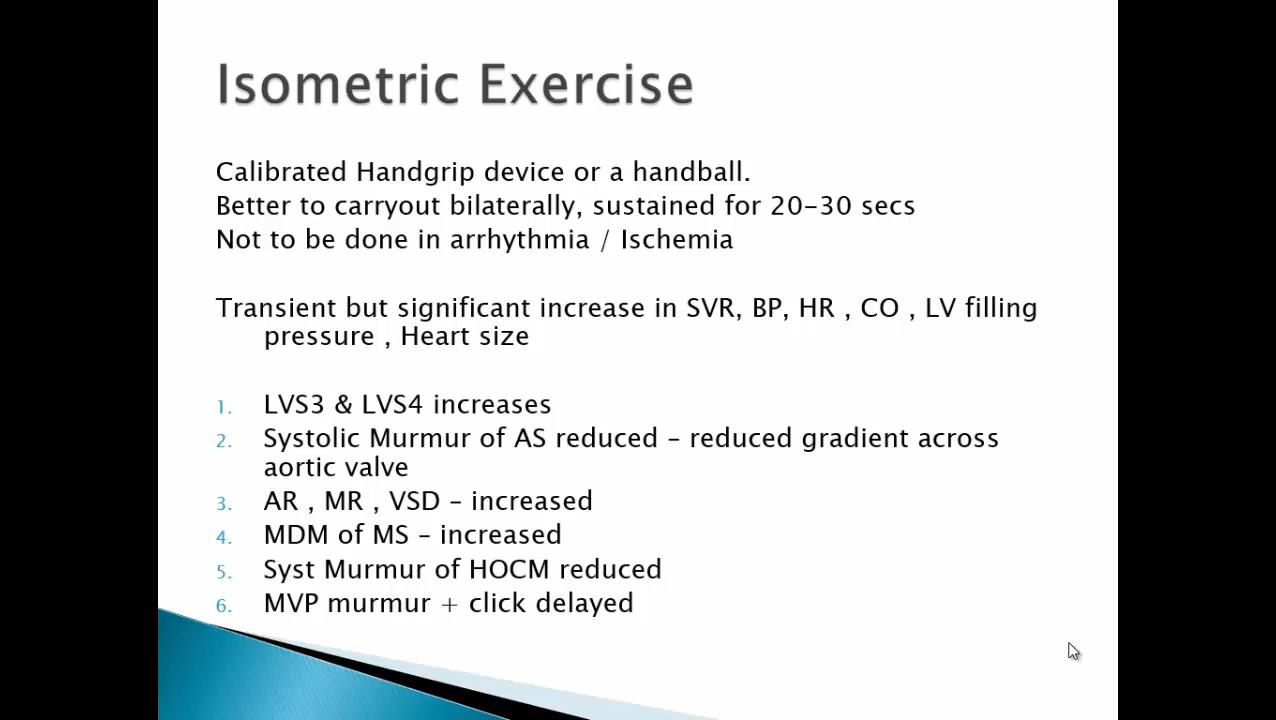 Isometric Exercise
Calibrated Handgrip device or a handball.
Better to carryout bilaterally, sustained for 20-30 secs
Not to be done in arrhythmia / Ischemia
Transient but significant increase in SVR, BP, HR , CO , LV filling
pressure , Heart size
1. LVS3 & LVS4 increases
2. Systolic Murmur of AS reduced – reduced gradient across
aortic valve
3. AR , MR , VSD – increased
4. MDM of MS – increased
5. Syst Murmur of HOCM reduced
6. MVP murmur + click delayed